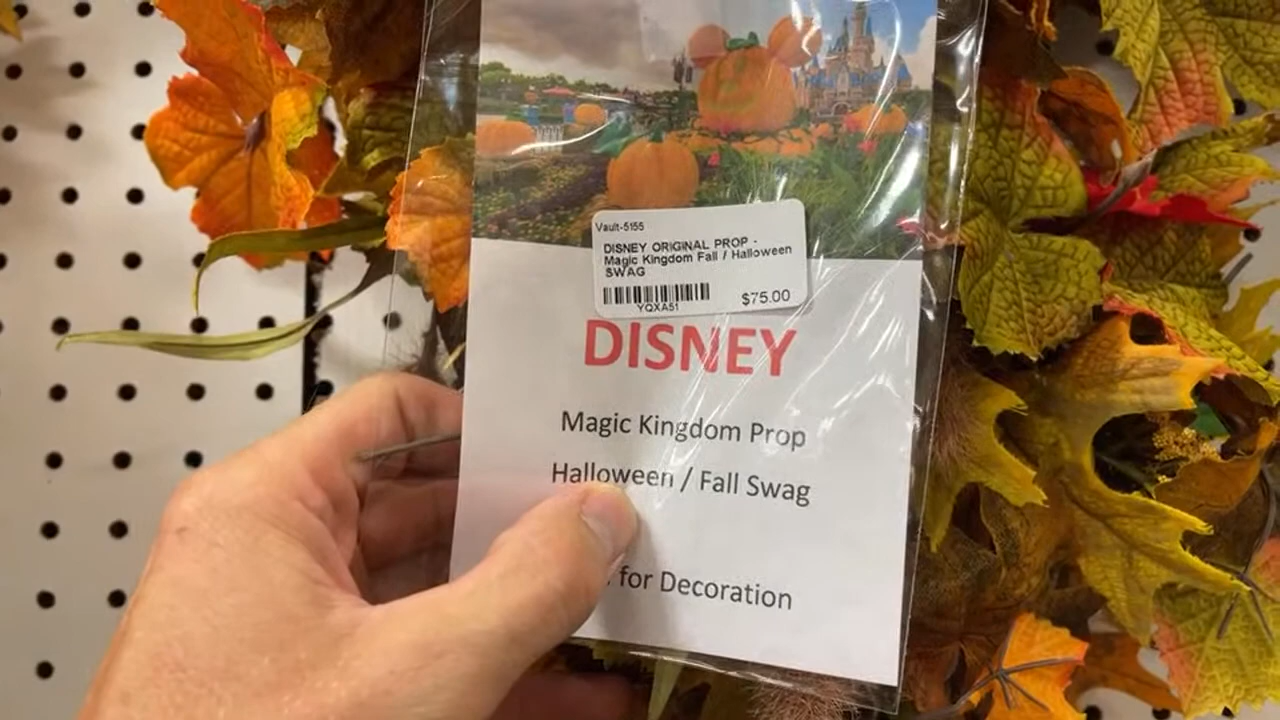 Vault-5155
DISNEY ORIGINAL PROP -
Magic Kingdom Fall / Halloween
SWAG
YQXA51
$75.00
DISNEY
Magic Kingdom Prop
Halloween / Fall Swag
for Decoration